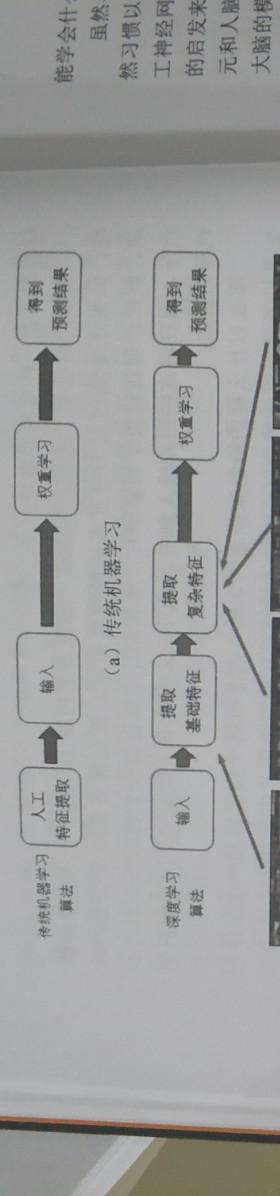 传统机器学习
算法
人工
特征提取
输入
权重学习
得到
预测结果
(a) 传统机器学习
深度学习
算法
输入
提取
基础特征
提取
复杂特征
权重学习
得到
预测结果
能学会什
虽然
然习惯以
工神经网
的启发来
元和人脑
大脑的模